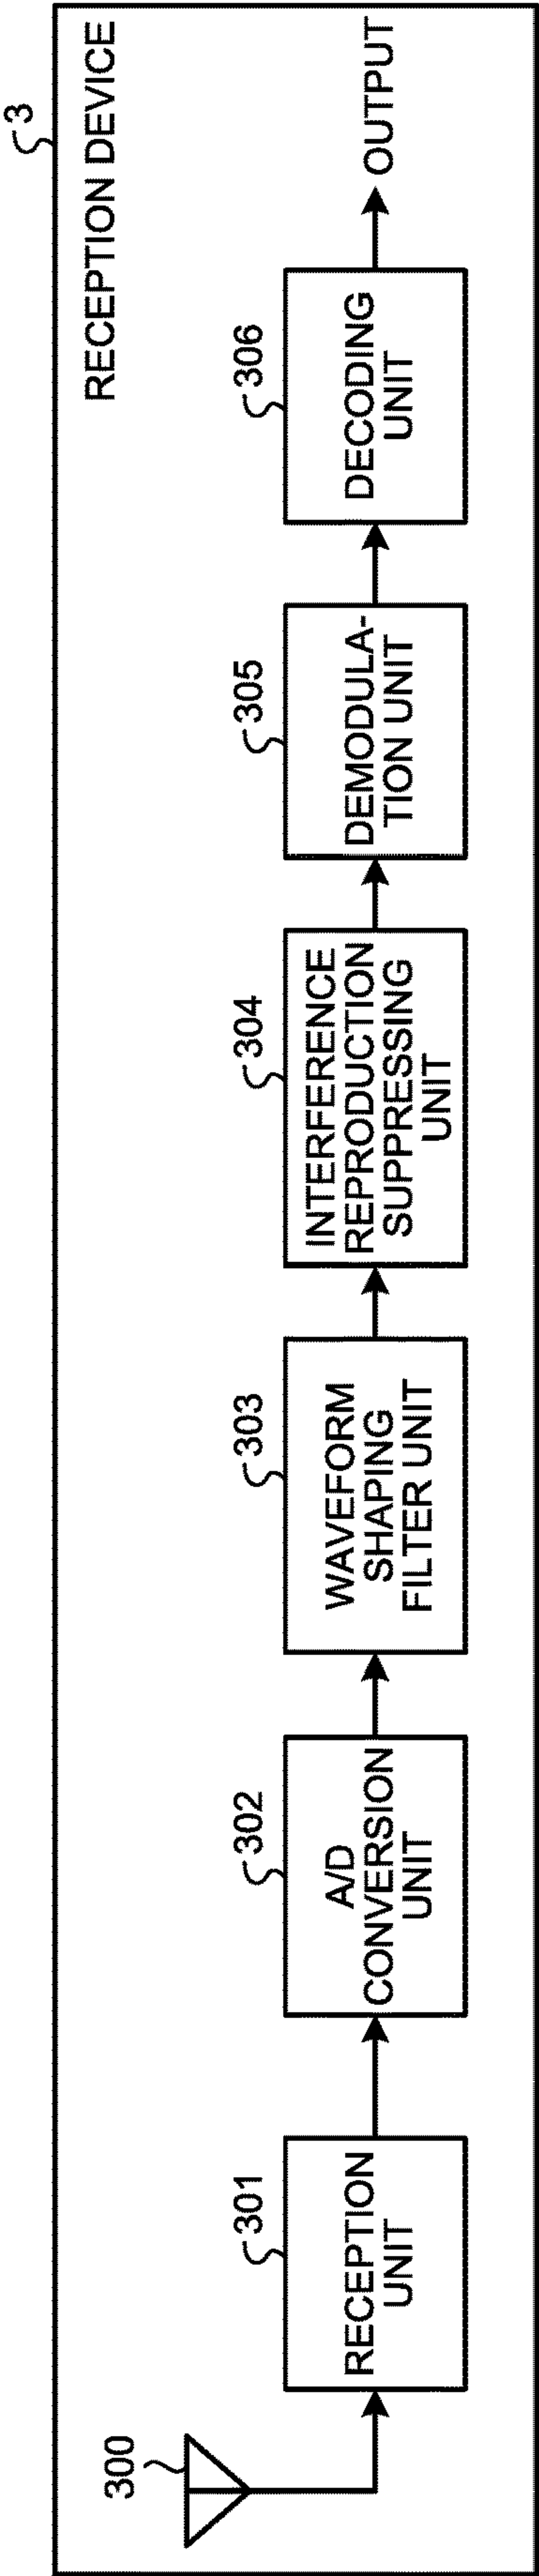 3
RECEPTION DEVICE
300
301
RECEPTION
UNIT
302
A/D
CONVERSION
UNIT
303
WAVEFORM
SHAPING
FILTER UNIT
304
INTERFERENCE
REPRODUCTION
SUPPRESSING
UNIT
305
DEMODULA-
TION UNIT
306
DECODING
UNIT
OUTPUT